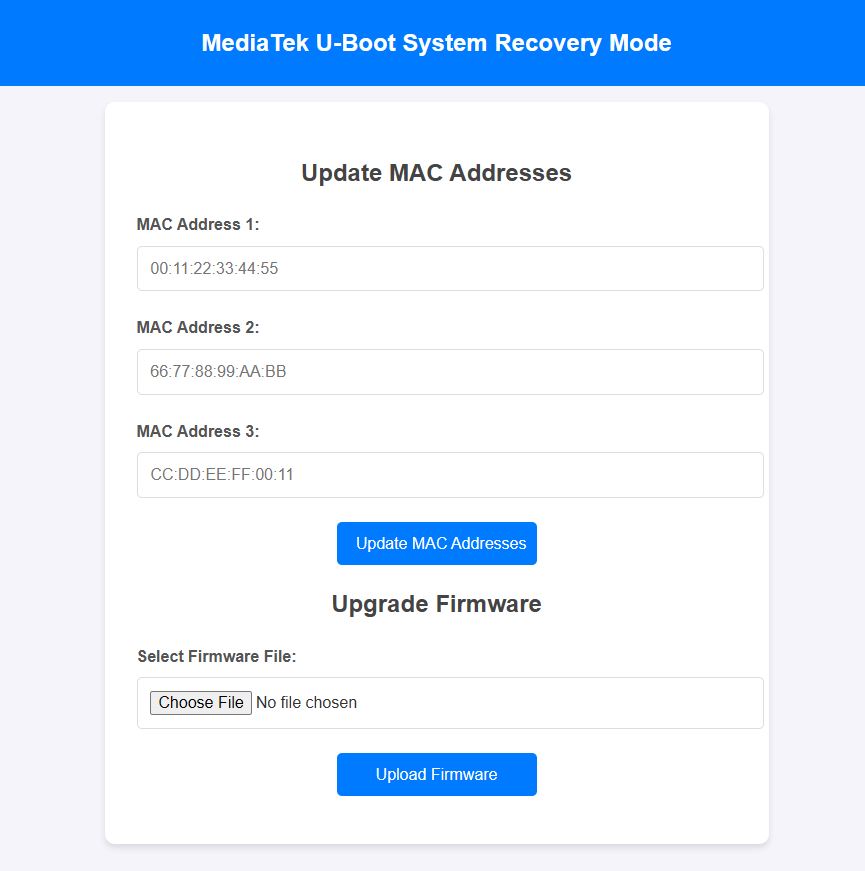 MediaTek U-Boot System Recovery Mode
Update MAC Addresses
MAC Address 1:
00:11:22:33:44:55
MAC Address 2:
66:77:88:99:AA:BB
MAC Address 3:
CC:DD:EE:FF:00:11
Update MAC Addresses
Upgrade Firmware
Select Firmware File:
Choose File No file chosen
Upload Firmware